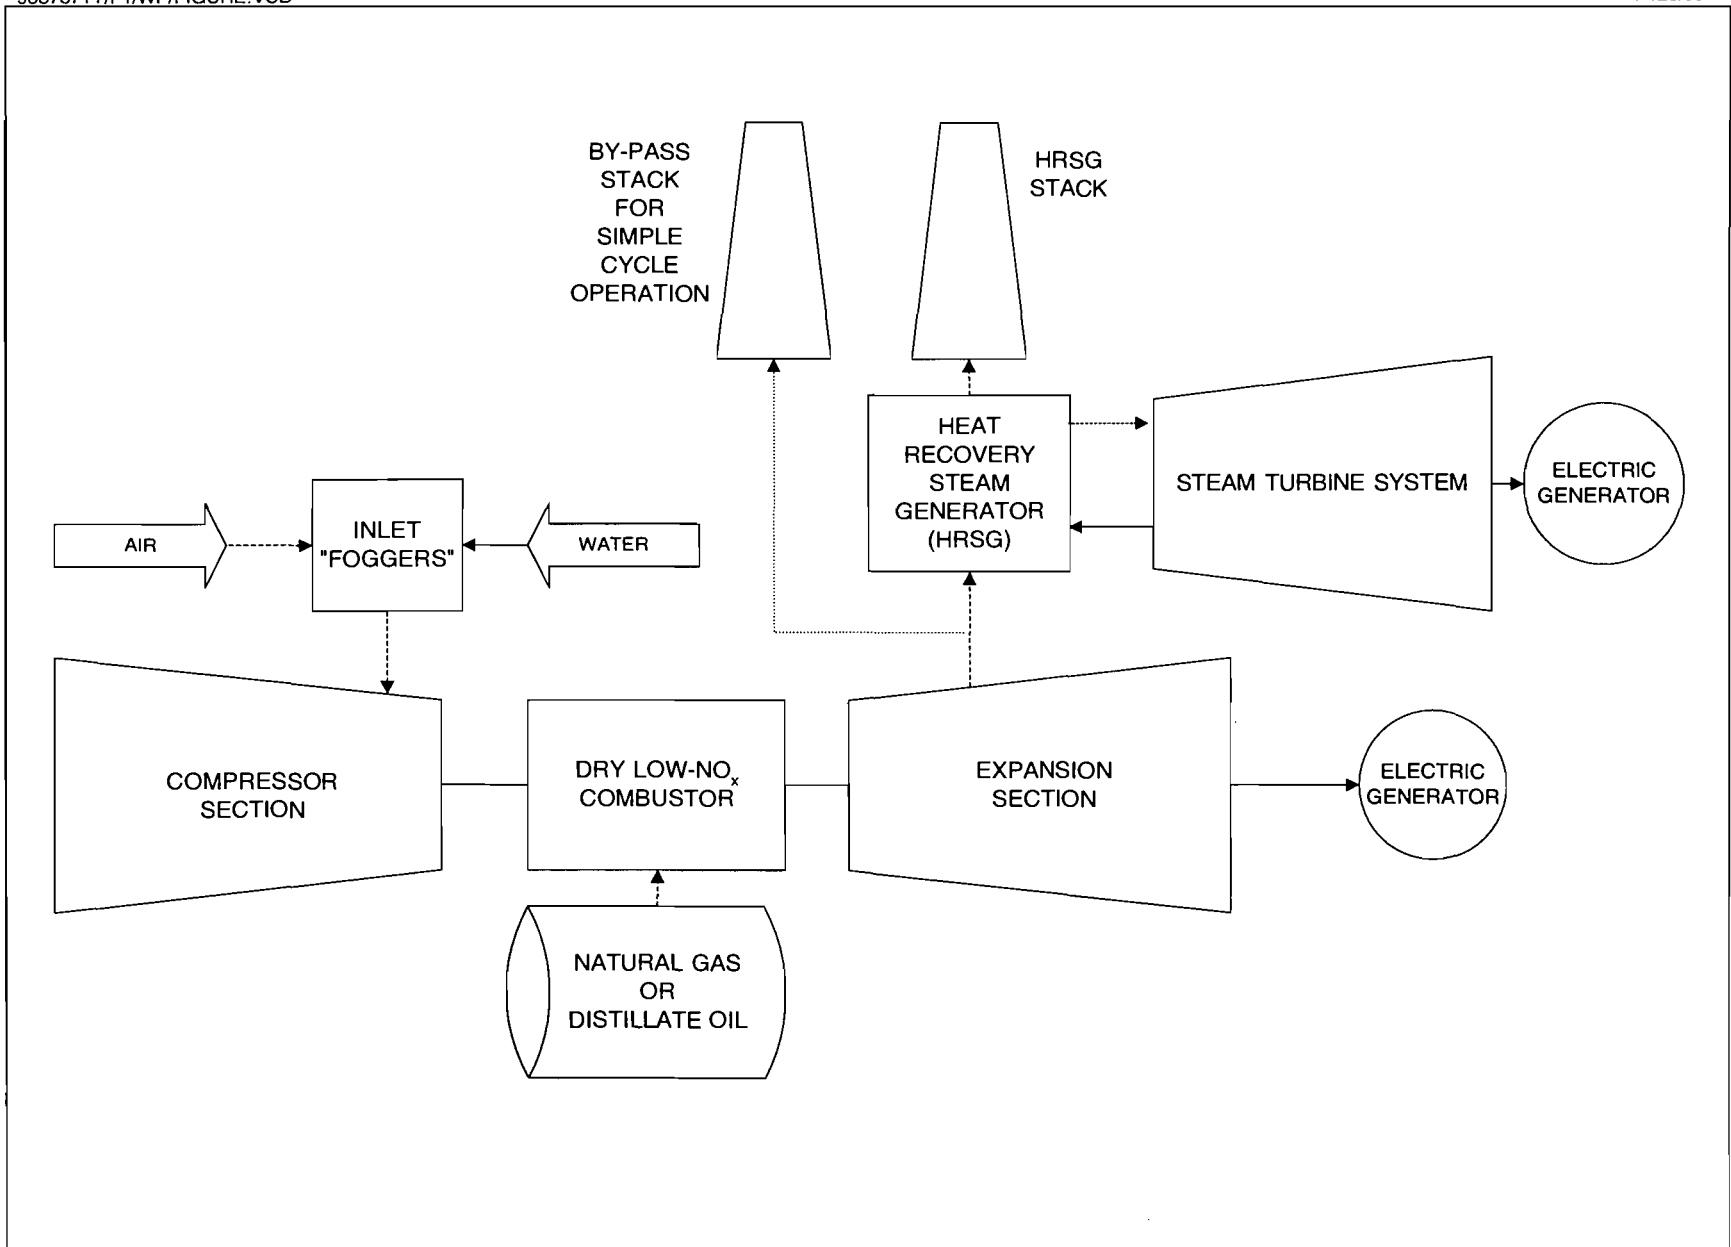 BY-PASS
STACK
FOR
SIMPLE
CYCLE
OPERATION
HRSG
STACK
HEAT
RECOVERY
STEAM
GENERATOR
(HRSG)
STEAM TURBINE SYSTEM
ELECTRIC
GENERATOR
AIR
INLET
"FOGGERS"
WATER
COMPRESSOR
SECTION
DRY LOW-NOx
COMBUSTOR
EXPANSION
SECTION
ELECTRIC
GENERATOR
NATURAL GAS
OR
DISTILLATE OIL